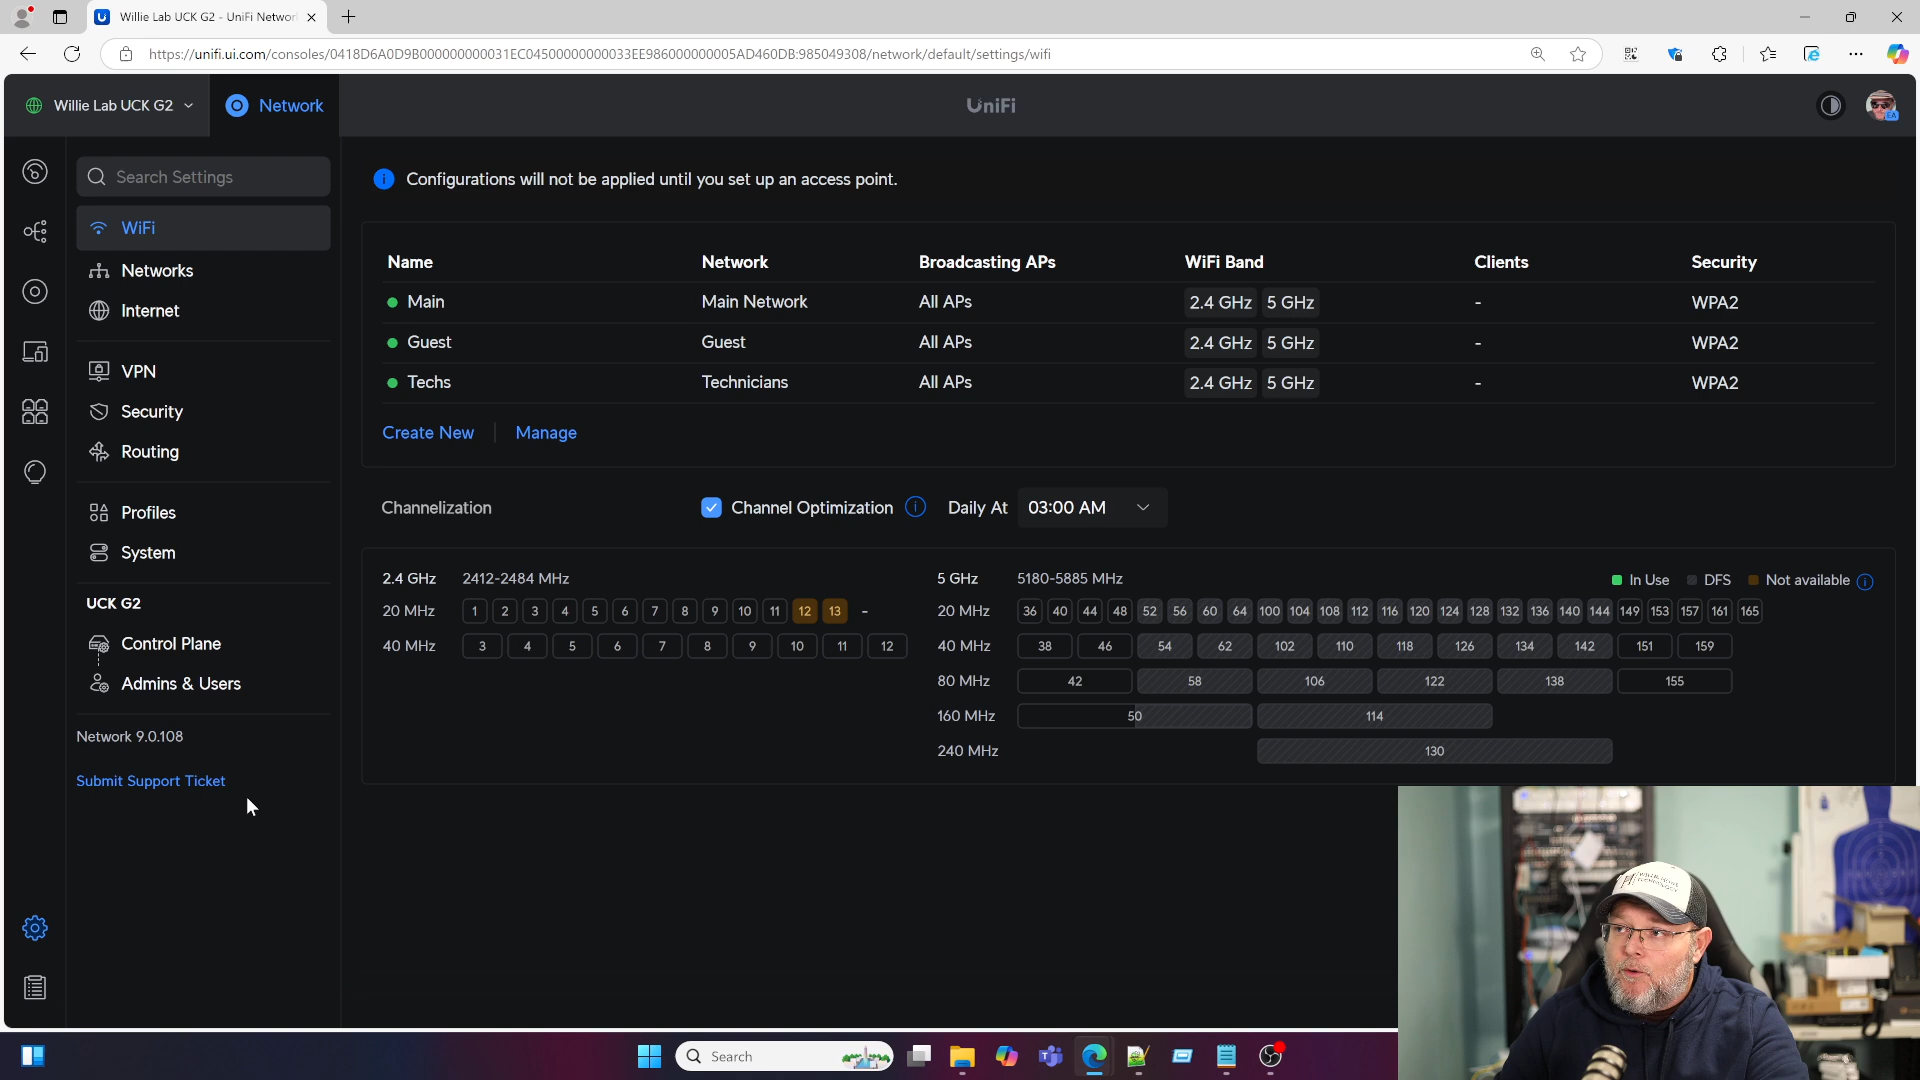 Willie Lab UCK G2 - UniFi Networ
https://unifi.ui.com/consoles/0418D6A0D9B000000000031EC04500000000033EE986000000005AD460DB:985049308/network/default/settings/wifi
Willie Lab UCK G2
Network
UniFi
EA
Search Settings
WiFi
Networks
Internet
VPN
Security
Routing
Profiles
System
UCK G2
Control Plane
Admins & Users
Network 9.0.108
Submit Support Ticket
Configurations will not be applied until you set up an access point.
Name Network Broadcasting APs WiFi Band Clients Security
Main Main Network All APs 2.4 GHz 5 GHz - WPA2
Guest Guest All APs 2.4 GHz 5 GHz - WPA2
Techs Technicians All APs 2.4 GHz 5 GHz - WPA2
Create New Manage
Channelization Channel Optimization Daily At 03:00 AM
2.4 GHz 2412-2484 MHz
20 MHz 1 2 3 4 5 6 7 8 9 10 11 12 13 -
40 MHz 3 4 5 6 7 8 9 10 11 12
5 GHz 5180-5885 MHz In Use DFS Not available
20 MHz 36 40 44 48 52 56 60 64 100 104 108 112 116 120 124 128 132 136 140 144 149 153 157 161 165
40 MHz 38 46 54 62 102 110 118 126 134 142 151 159
80 MHz 42 58 106 122 138 155
160 MHz 50 114
240 MHz 130
Search